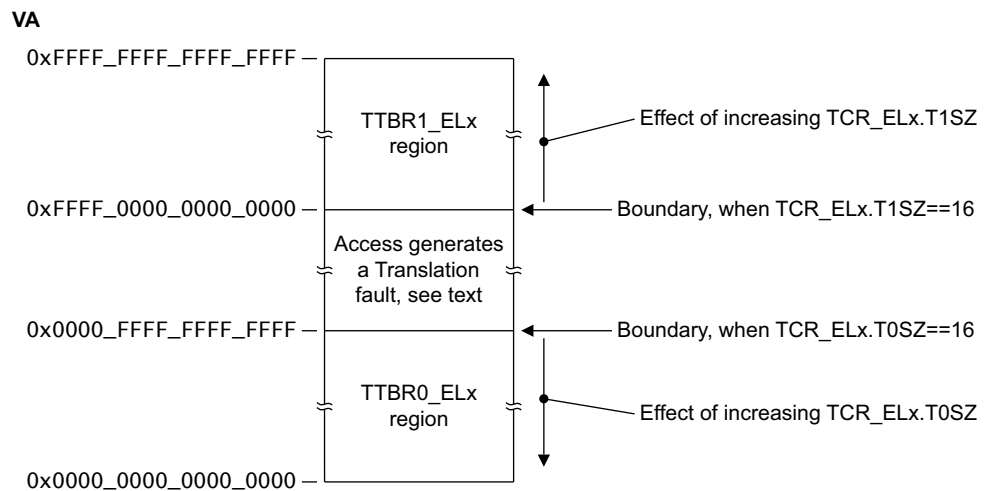 VA
0xFFFF_FFFF_FFFF_FFFF
TTBR1_ELx
region
Effect of increasing TCR_ELx.T1SZ
0xFFFF_0000_0000_0000
Boundary, when TCR_ELx.T1SZ==16
Access generates
a Translation
fault, see text
0x0000_FFFF_FFFF_FFFF
Boundary, when TCR_ELx.T0SZ==16
TTBR0_ELx
region
Effect of increasing TCR_ELx.T0SZ
0x0000_0000_0000_0000